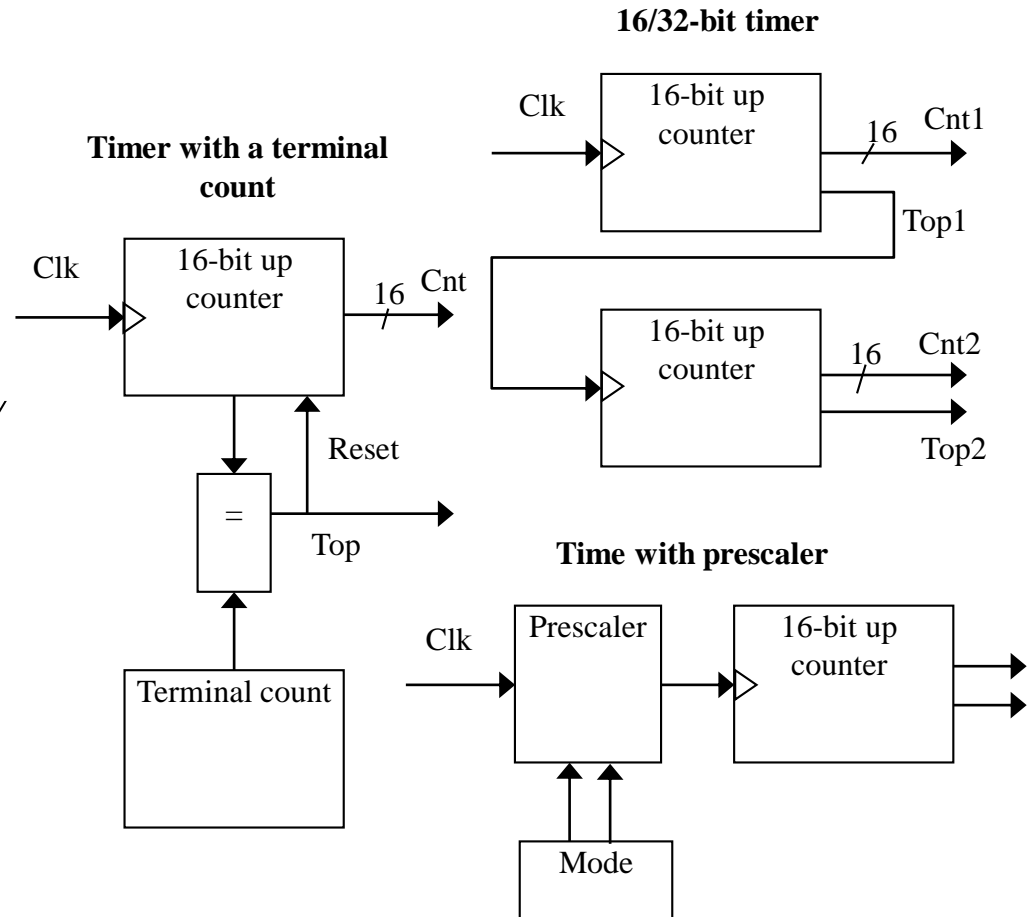 16/32-bit timer
Clk
16-bit up
counter
16
Cnt1
Top1
16-bit up
counter
16
Cnt2
Top2
Timer with a terminal
count
Clk
16-bit up
counter
16
Cnt
Reset
=
Top
Terminal count
Time with prescaler
Clk
Prescaler
16-bit up
counter
Mode